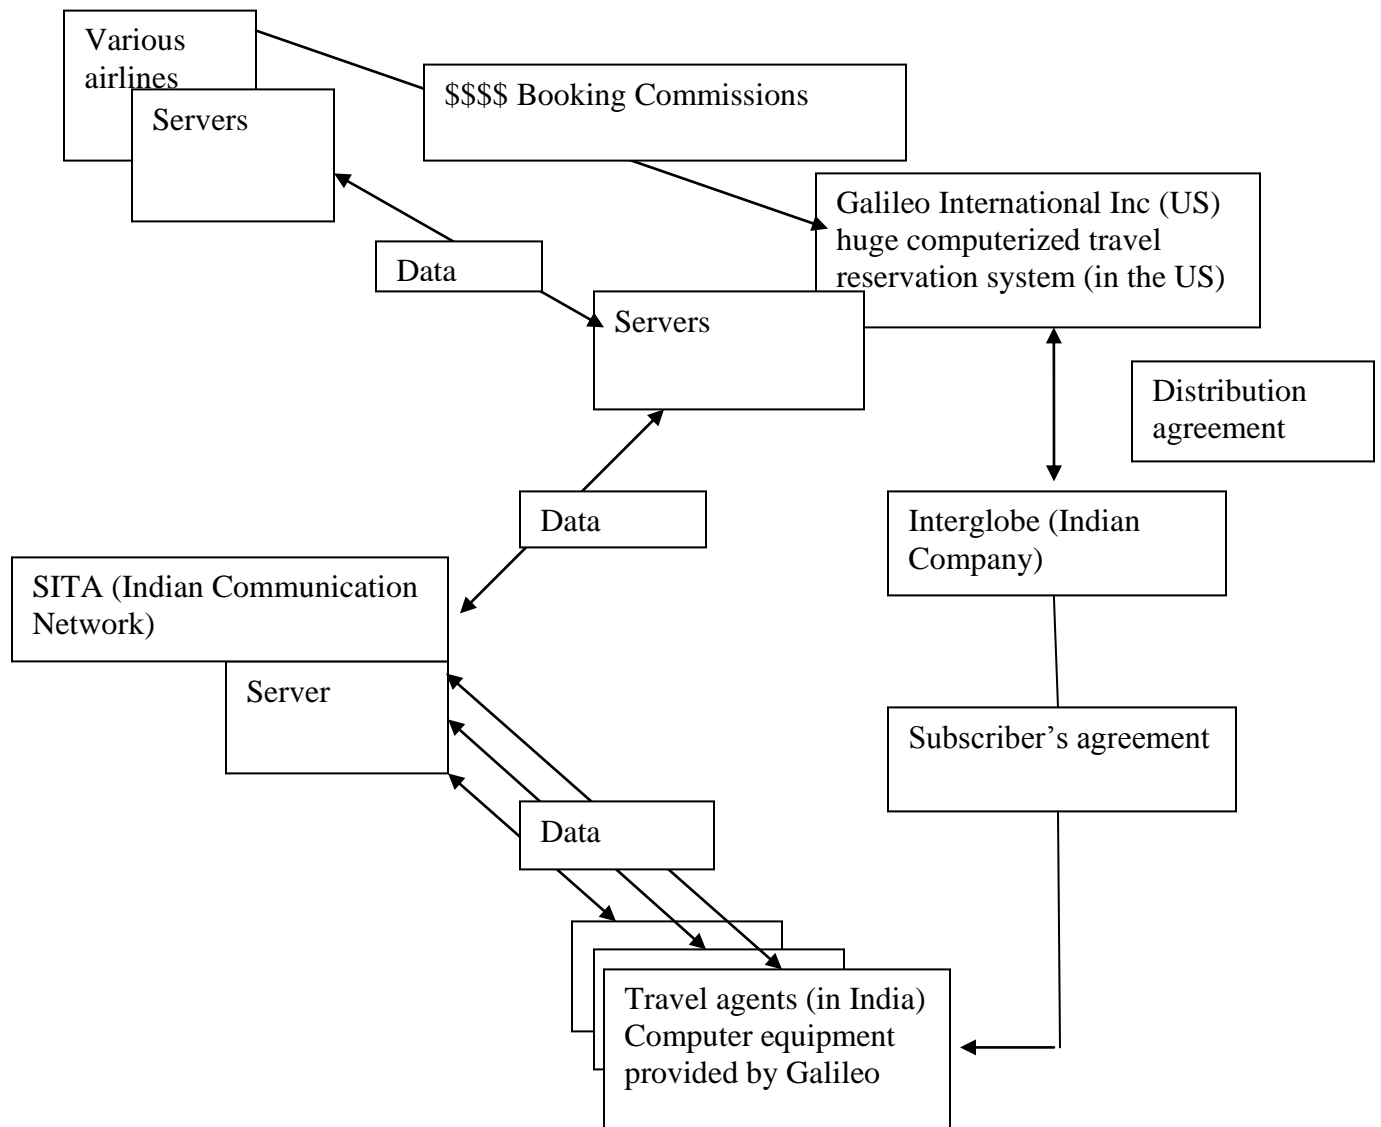 Various
airlines
Servers
$$$$ Booking Commissions
Galileo International Inc (US)
huge computerized travel
reservation system (in the US)
Data
Servers
Distribution
agreement
Data
Interglobe (Indian
Company)
SITA (Indian Communication
Network)
Server
Subscriber’s agreement
Data
Travel agents (in India)
Computer equipment
provided by Galileo